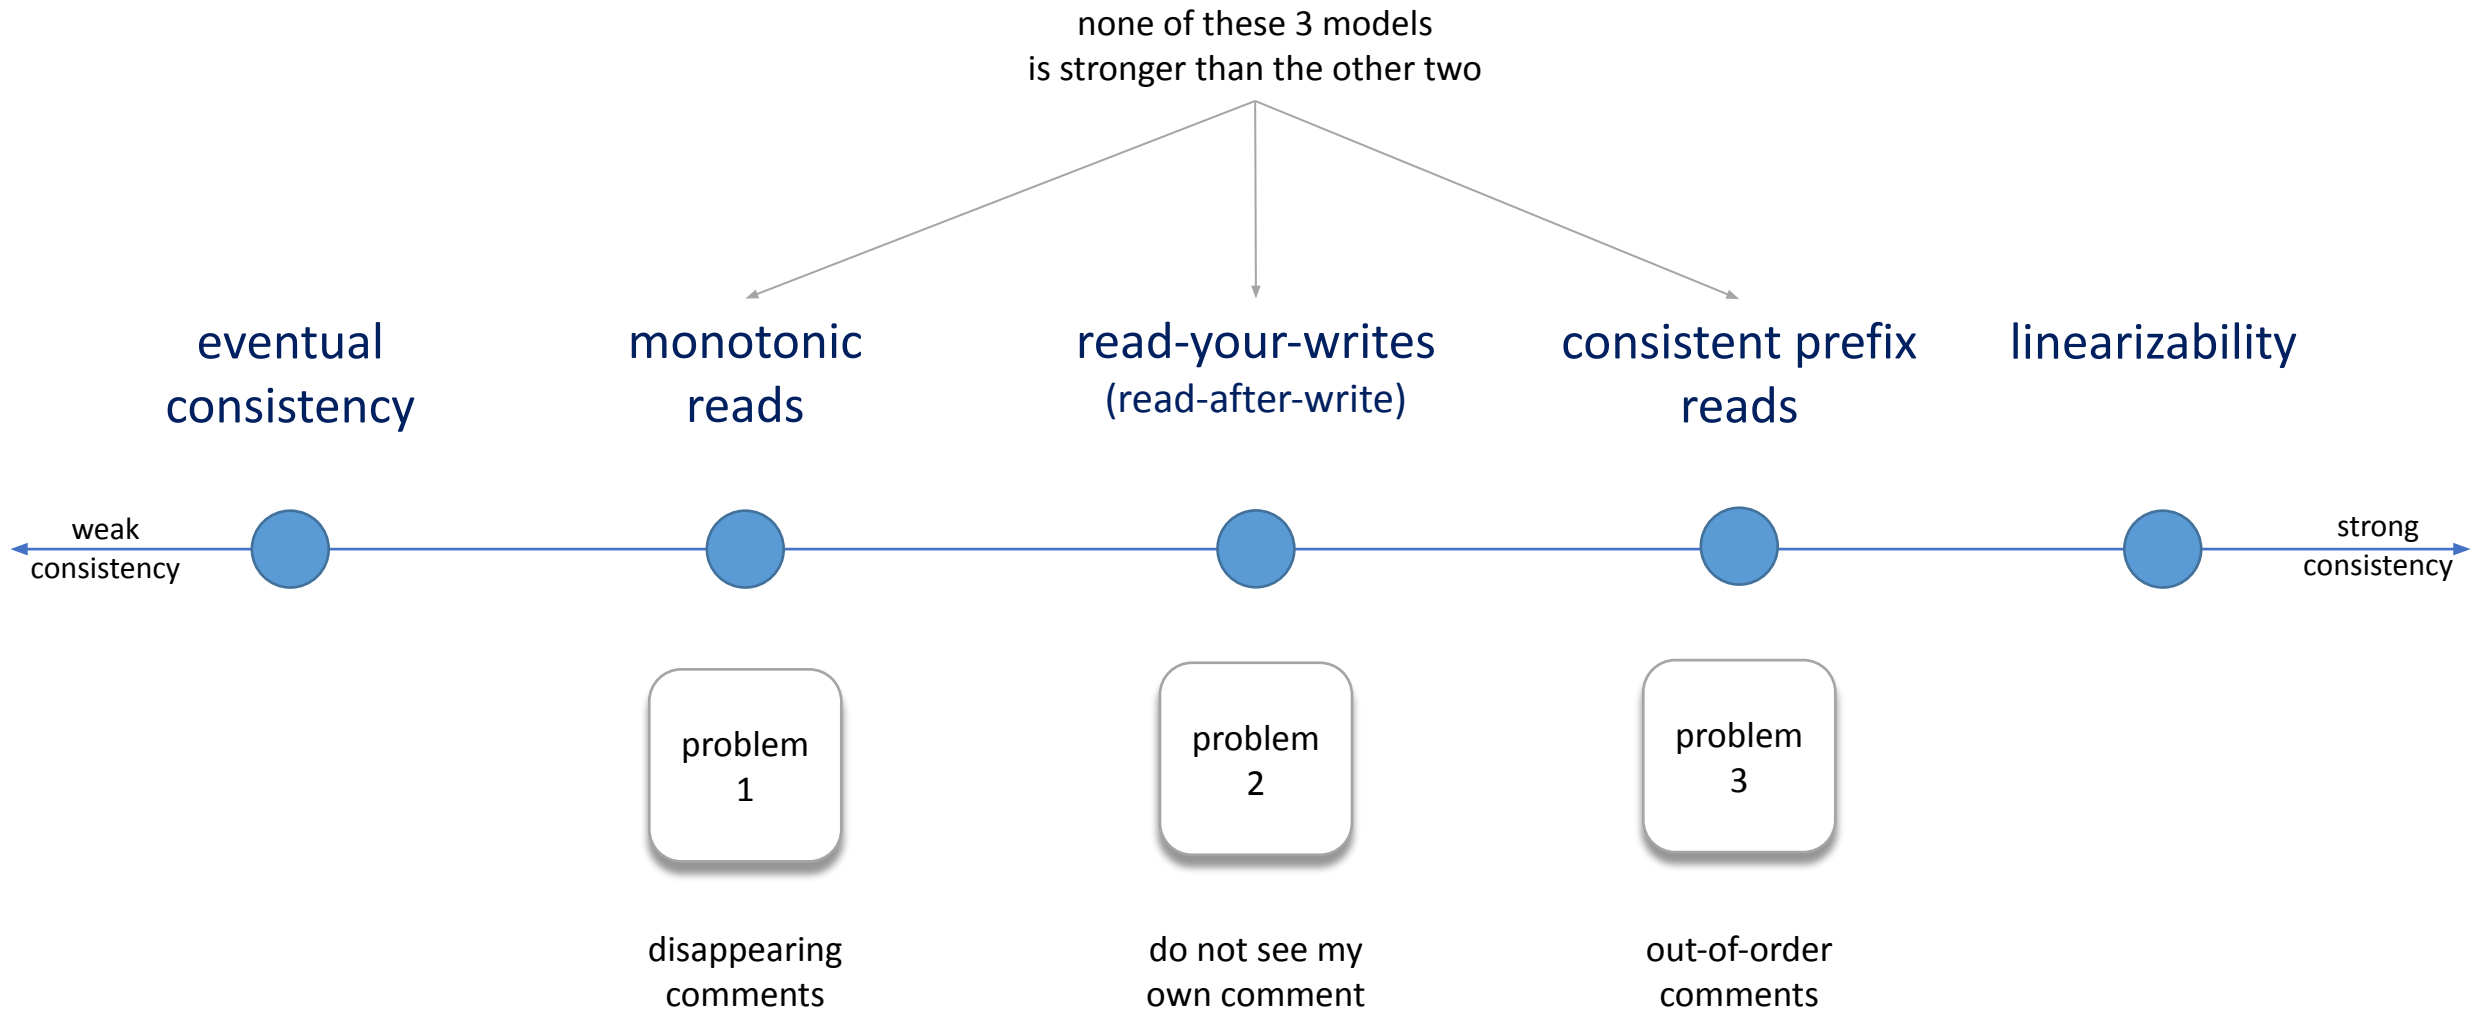 none of these 3 models
is stronger than the other two
eventual
consistency
monotonic
reads
read-your-writes
(read-after-write)
consistent prefix
reads
linearizability
weak
consistency
strong
consistency
problem
1
problem
2
problem
3
disappearing
comments
do not see my
own comment
out-of-order
comments